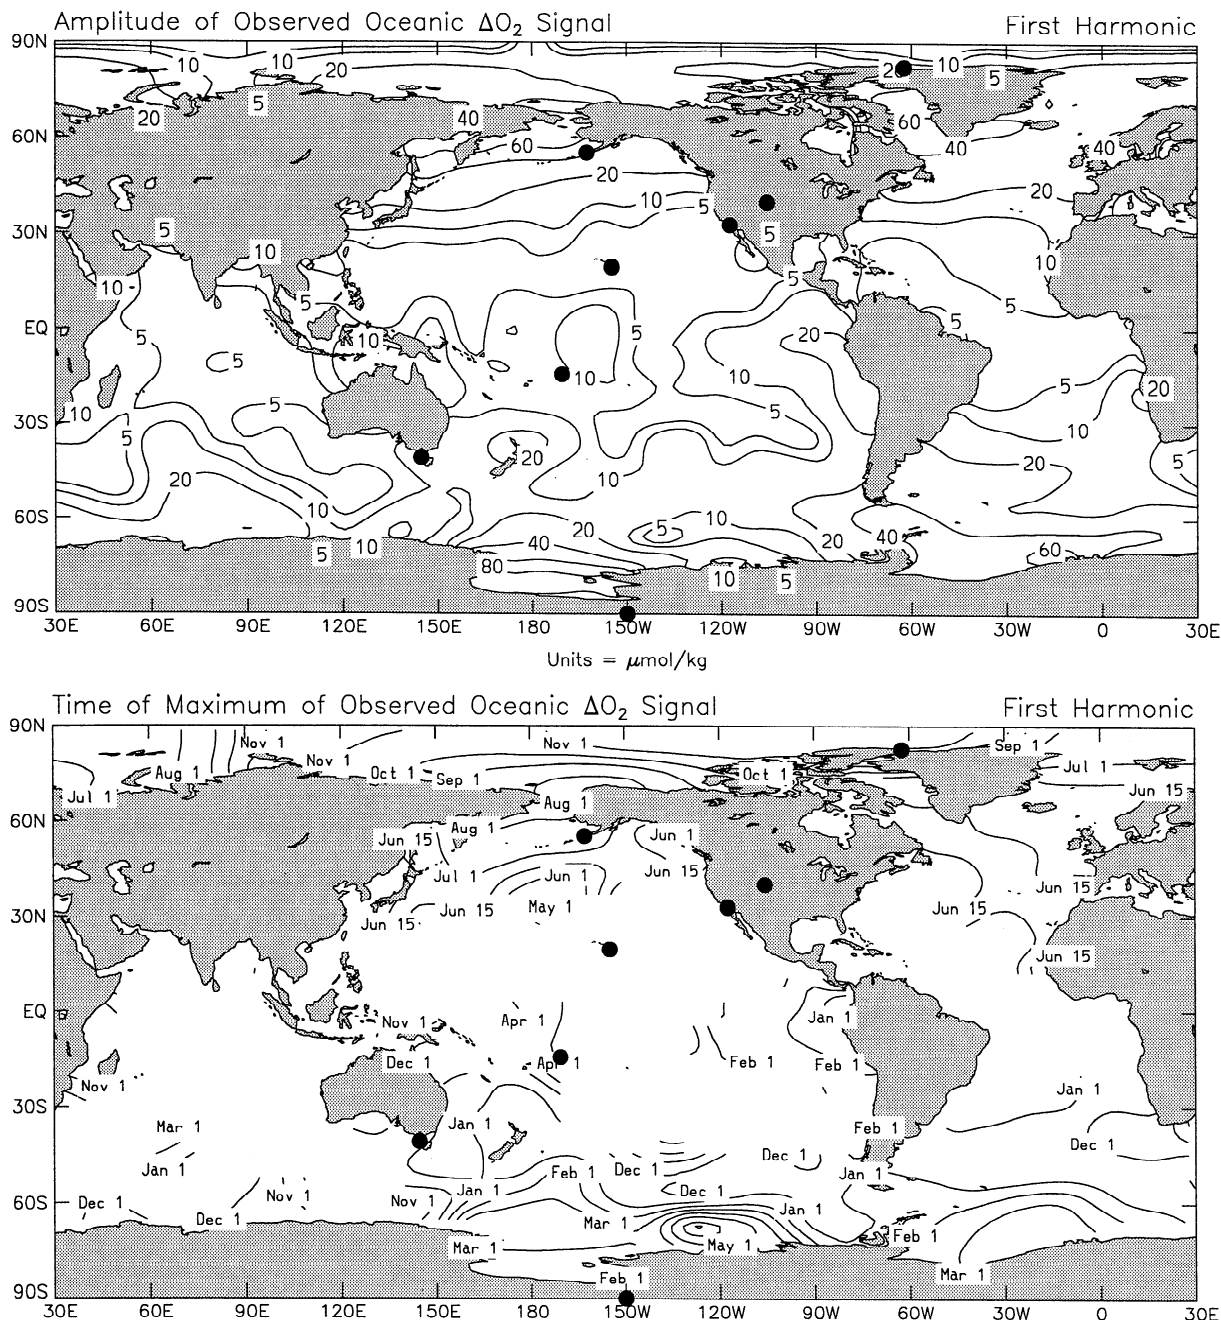 Amplitude of Observed Oceanic ΔO₂ Signal First Harmonic
90N
10 10
20 20 5
5
20 40 60
60N 60 40 40
20 20
10
5
30N 5 5
10 10
10 5
5 5 5
EQ 10 5 20
5
5 10 10 5 20
30S 10 5 5 10
5
20 20 5
20 10 10
60S 10 20 5 10
5 10 40 20 40 60
80 10 5
90S
30E 60E 90E 120E 150E 180 150W 120W 90W 60W 30W 0 30E
Units = μmol/kg
Time of Maximum of Observed Oceanic ΔO₂ Signal First Harmonic
90N
Nov 1 Nov 1 Sep 1
Nov 1
Aug 1 Oct 1 Sep 1 Oct 1 Jul 1
Jul 1 Aug 1 Jun 15
60N Aug 1 Jun 1
Jun 15
Jul 1 Jun 1 Jun 15 Jun 15
30N Jun 15 May 1 Jun 15
Jun 15
Jun 15
EQ Nov 1 Apr 1 Jan 1
Dec 1 Apr 1 Feb 1 Feb 1
Nov 1 Jan 1
30S
Mar 1 Jan 1 Feb 1
Dec 1
Jan 1 Feb 1 Dec 1 Dec 1 Jan 1
60S Dec 1 Nov 1 Nov 1 Jan 1 Dec 1
Dec 1 Mar 1 Jan 1
Mar 1 May 1 Feb 1
Feb 1 Mar 1
90S
30E 60E 90E 120E 150E 180 150W 120W 90W 60W 30W 0 30E